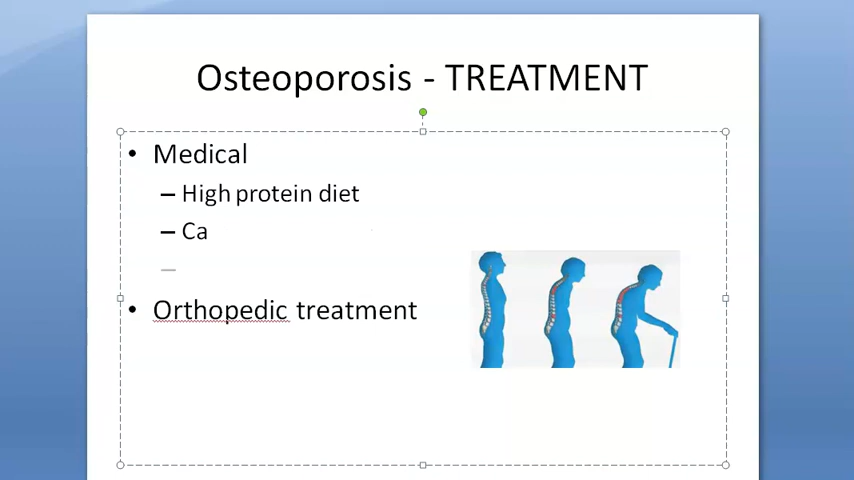 Osteoporosis - TREATMENT
• Medical
– High protein diet
– Ca
–
• Orthopedic treatment